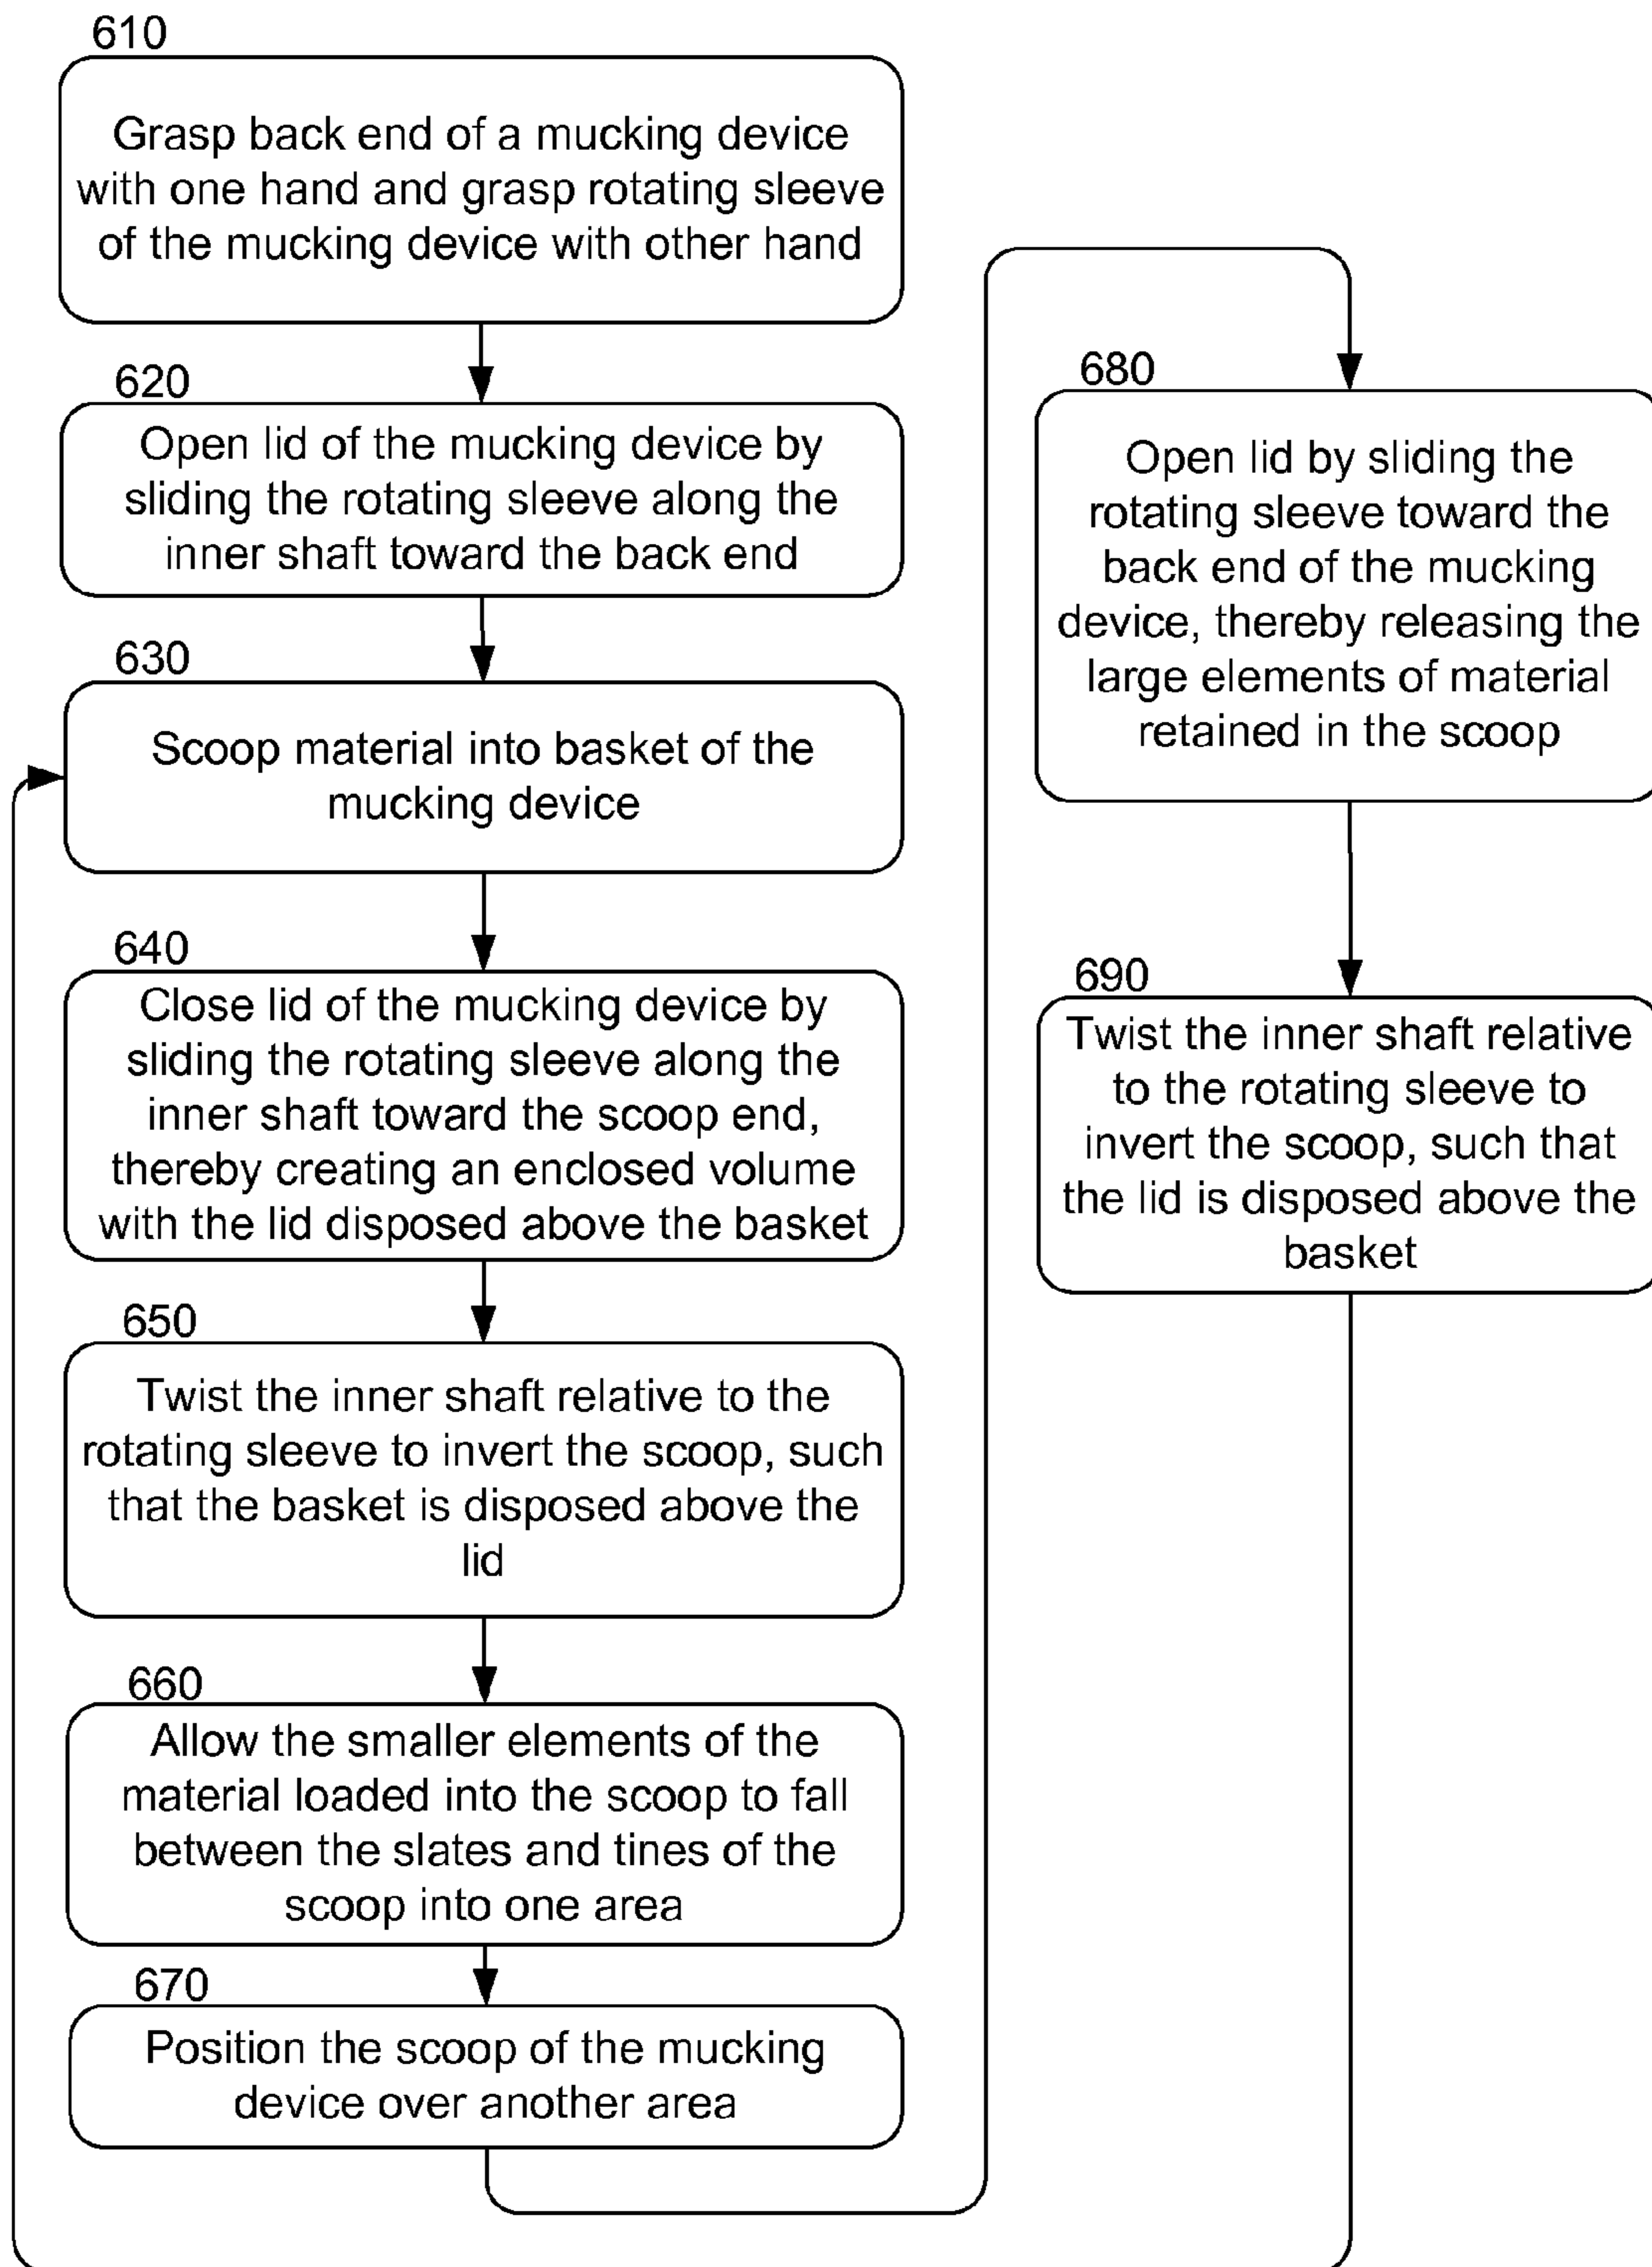 610
Grasp back end of a mucking device
with one hand and grasp rotating sleeve
of the mucking device with other hand
620
Open lid of the mucking device by
sliding the rotating sleeve along the
inner shaft toward the back end
630
Scoop material into basket of the
mucking device
640
Close lid of the mucking device by
sliding the rotating sleeve along the
inner shaft toward the scoop end,
thereby creating an enclosed volume
with the lid disposed above the basket
650
Twist the inner shaft relative to the
rotating sleeve to invert the scoop, such
that the basket is disposed above the
lid
660
Allow the smaller elements of the
material loaded into the scoop to fall
between the slates and tines of the
scoop into one area
670
Position the scoop of the mucking
device over another area
680
Open lid by sliding the
rotating sleeve toward the
back end of the mucking
device, thereby releasing the
large elements of material
retained in the scoop
690
Twist the inner shaft relative
to the rotating sleeve to
invert the scoop, such that
the lid is disposed above the
basket